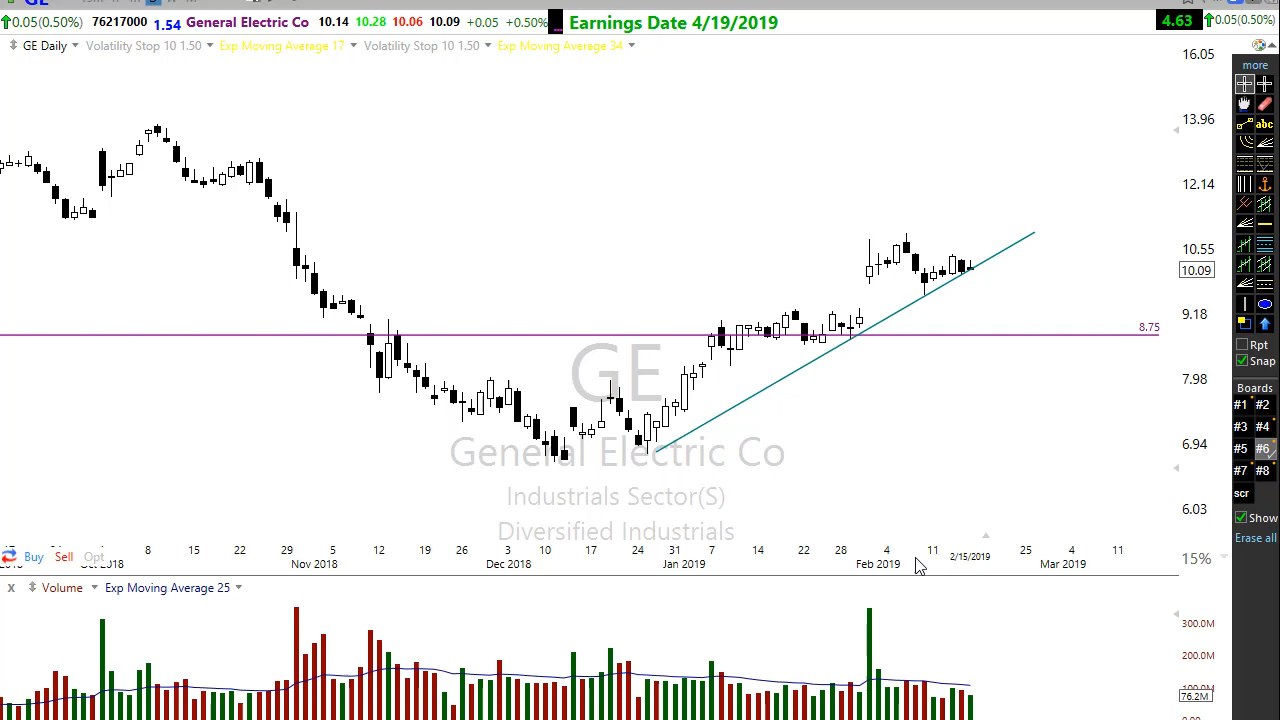 GE
0.05(0.50%) 76217000 1.54 General Electric Co 10.14 10.28 10.06 10.09 +0.05 +0.50% Earnings Date 4/19/2019 4.63 0.05(0.50%)
GE Daily Volatility Stop 10 1.50 Exp Moving Average 17 Volatility Stop 10 1.50 Exp Moving Average 34
16.05
more
13.96
abc
12.14
10.55
10.09
9.18
8.75
Rpt
Snap
GE
7.98
Boards
#1 #2
#3 #4
6.94
General Electric Co
#5 #6
#7 #8
Industrials Sector(S)
scr
6.03
Show
Diversified Industrials
Erase all
8 15 22 29 5 12 19 26 3 10 17 24 31 7 14 22 28 4 11 2/15/2019 25 4 11
Buy Sell Opt
Oct 2018 Nov 2018 Dec 2018 Jan 2019 Feb 2019 Mar 2019
15%
x Volume Exp Moving Average 25
300.0M
200.0M
100.0M
76.2M